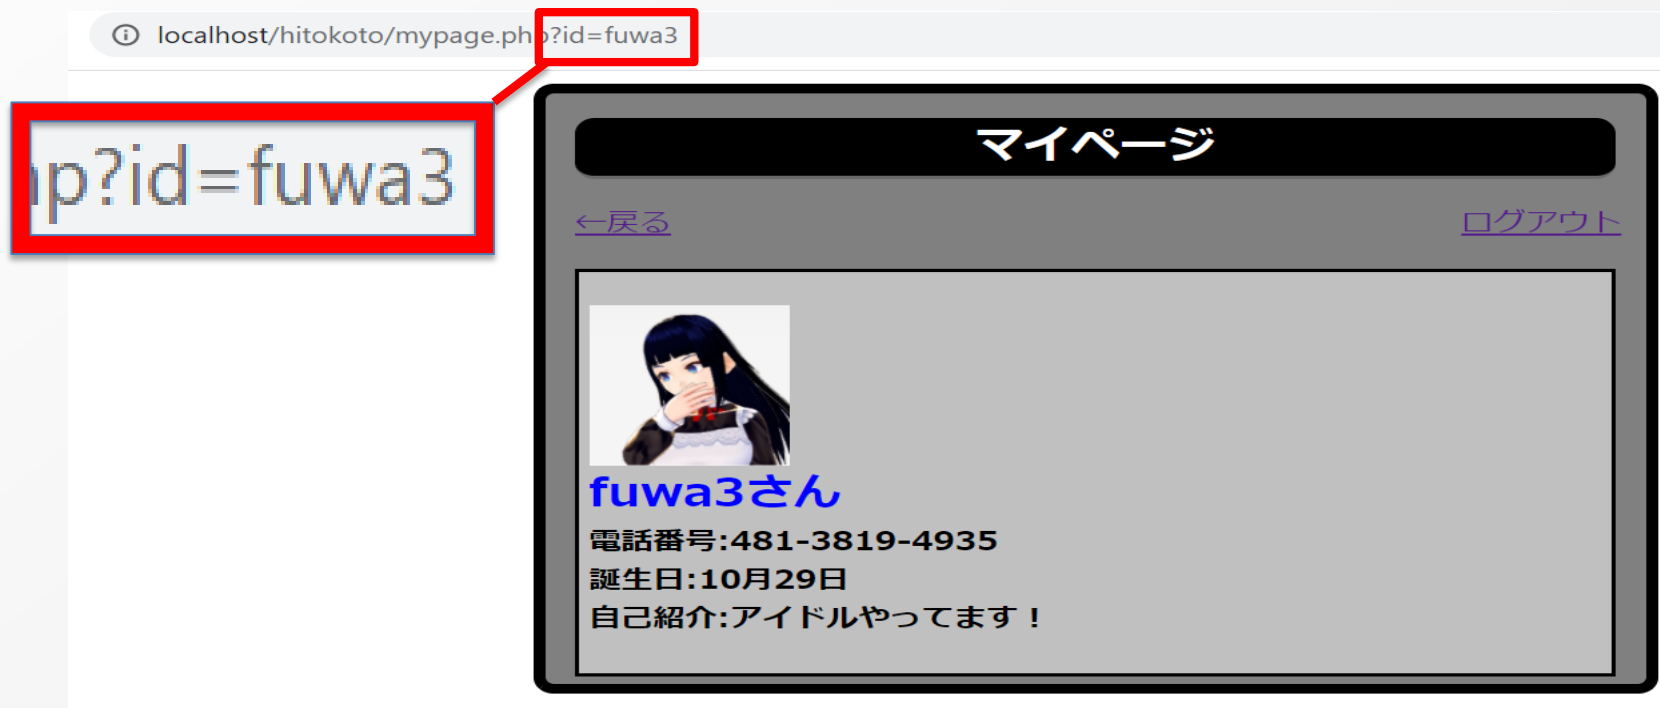 localhost/hitokoto/mypage.php?id=fuwa3
p?id=fuwa3
マイページ
←戻る
ログアウト
fuwa3さん
電話番号:481-3819-4935
誕生日:10月29日
自己紹介:アイドルやってます！